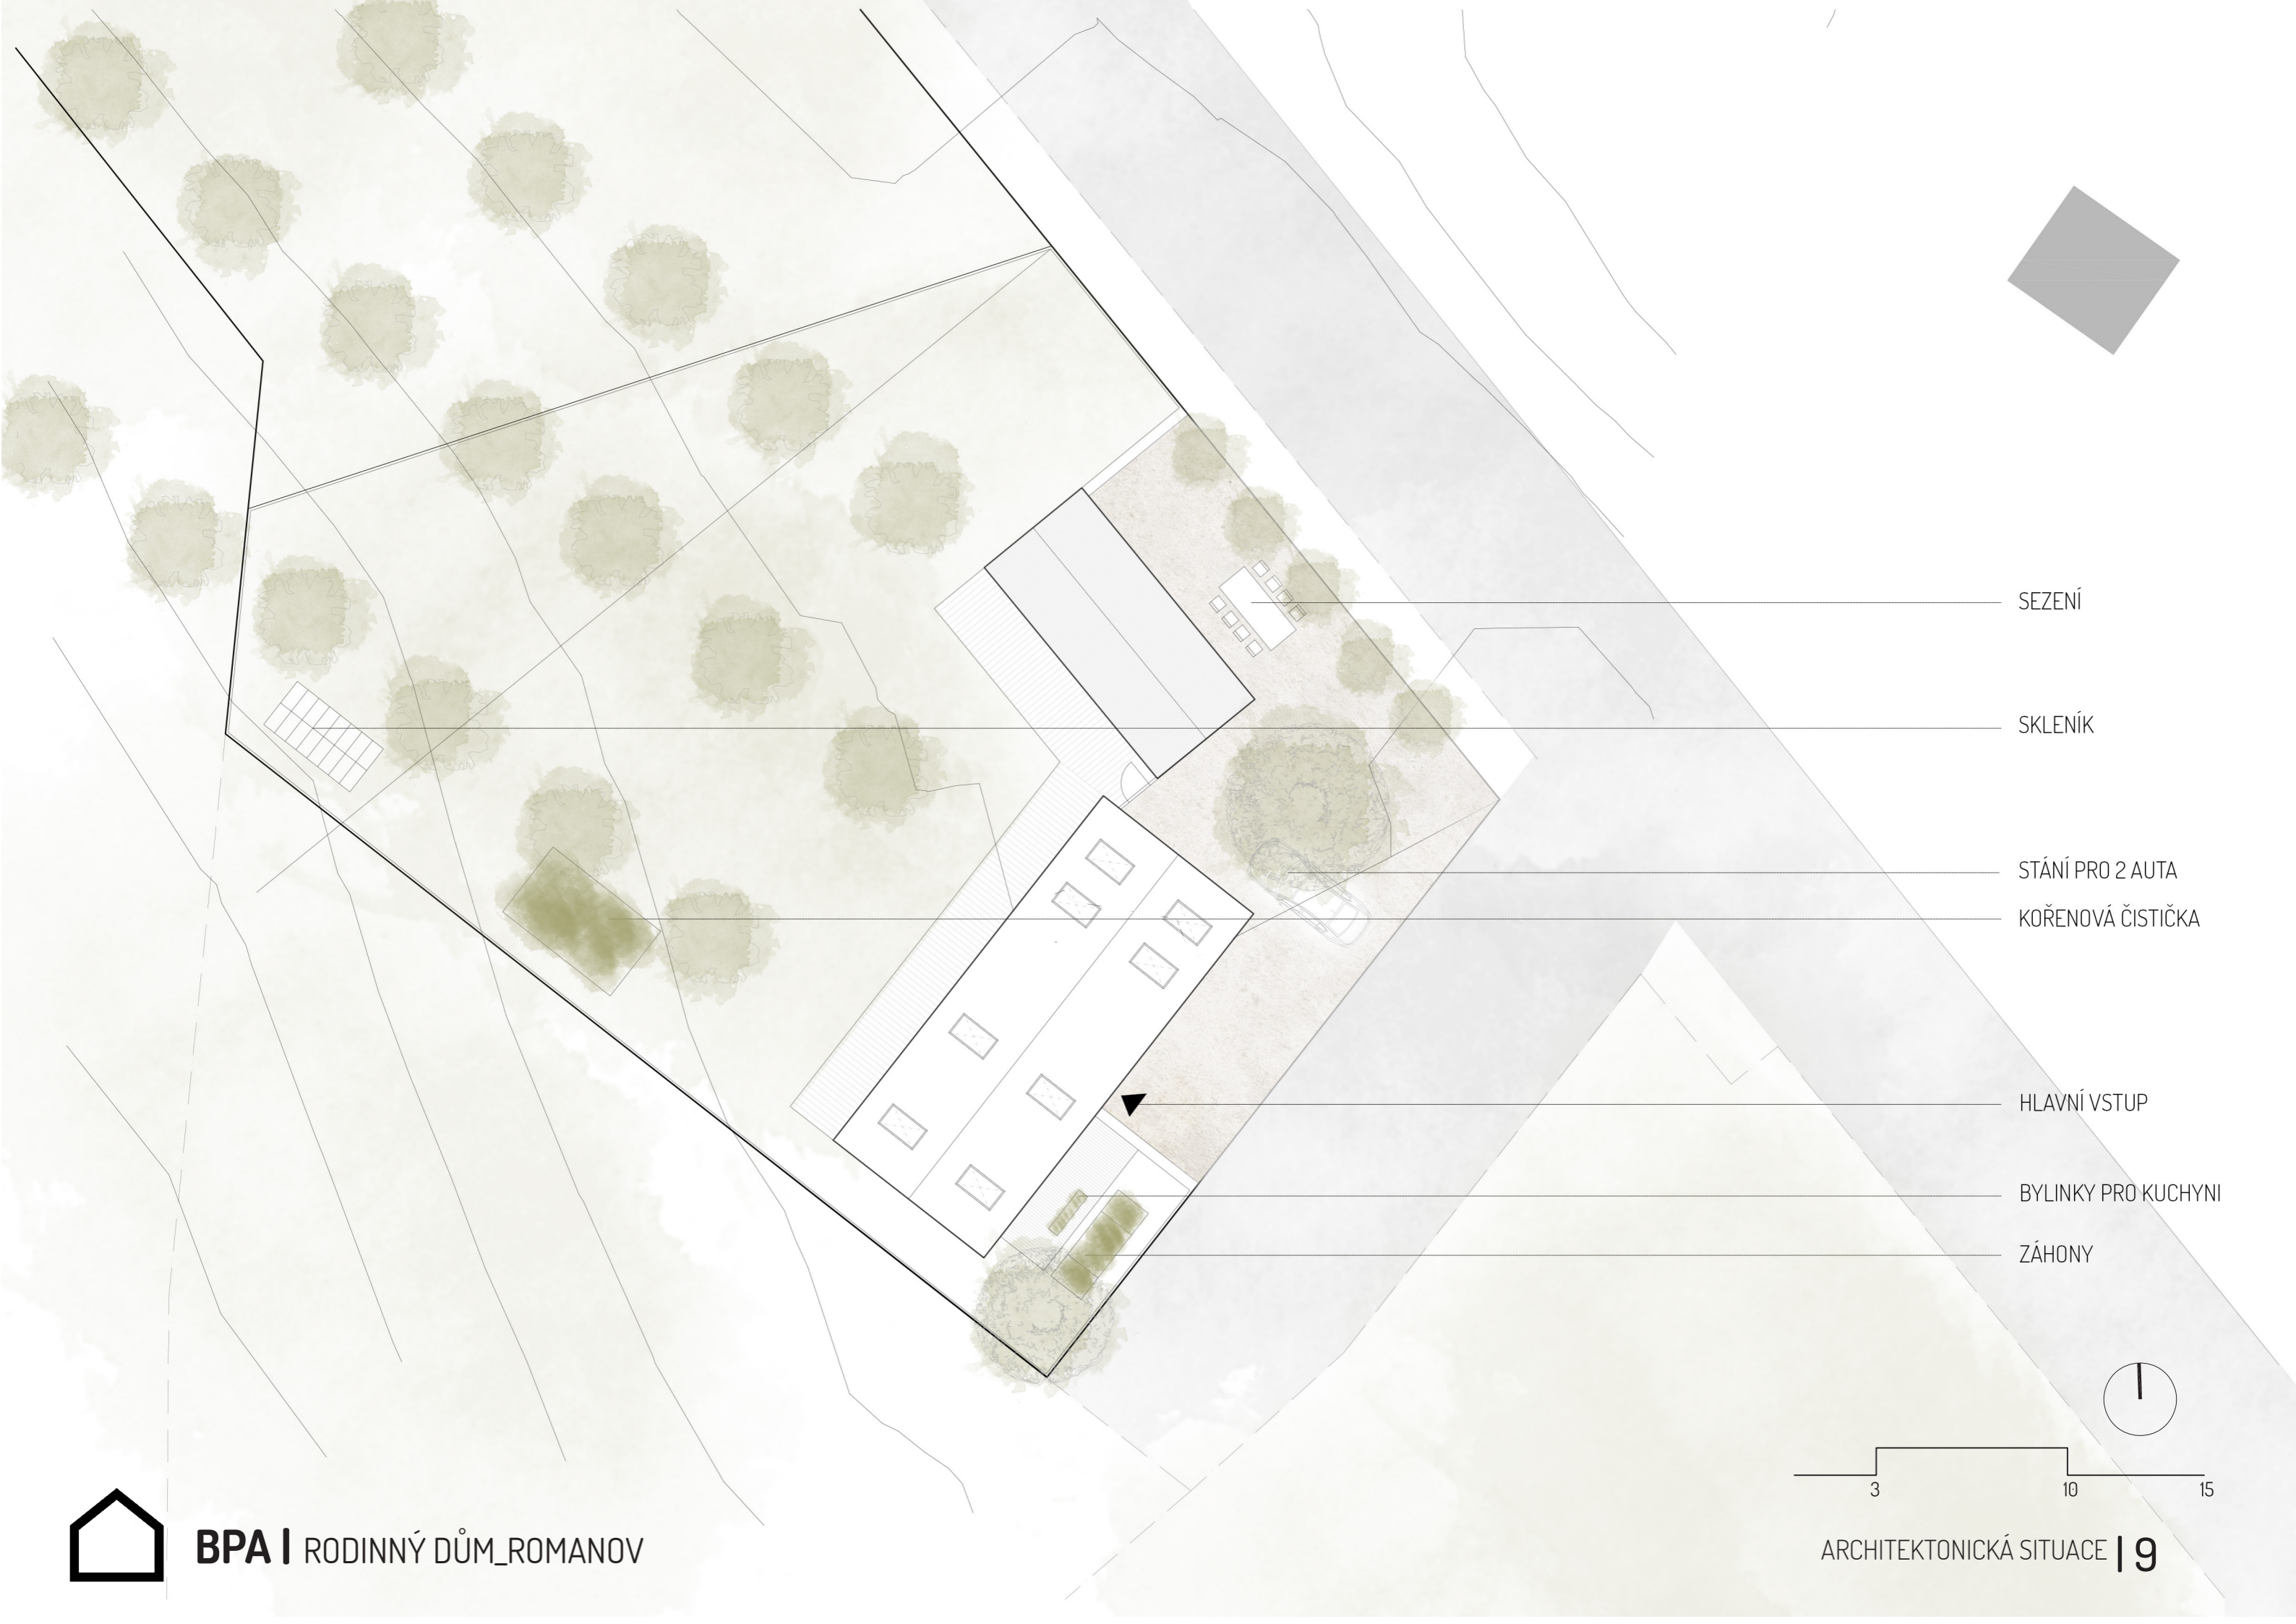 SEZENÍ
SKLENÍK
STÁNÍ PRO 2 AUTA
KOŘENOVÁ ČISTIČKA
HLAVNÍ VSTUP
BYLINKY PRO KUCHYNI
ZÁHONY
3 10 15
BPA | RODINNÝ DŮM_ROMANOV
ARCHITEKTONICKÁ SITUACE | 9